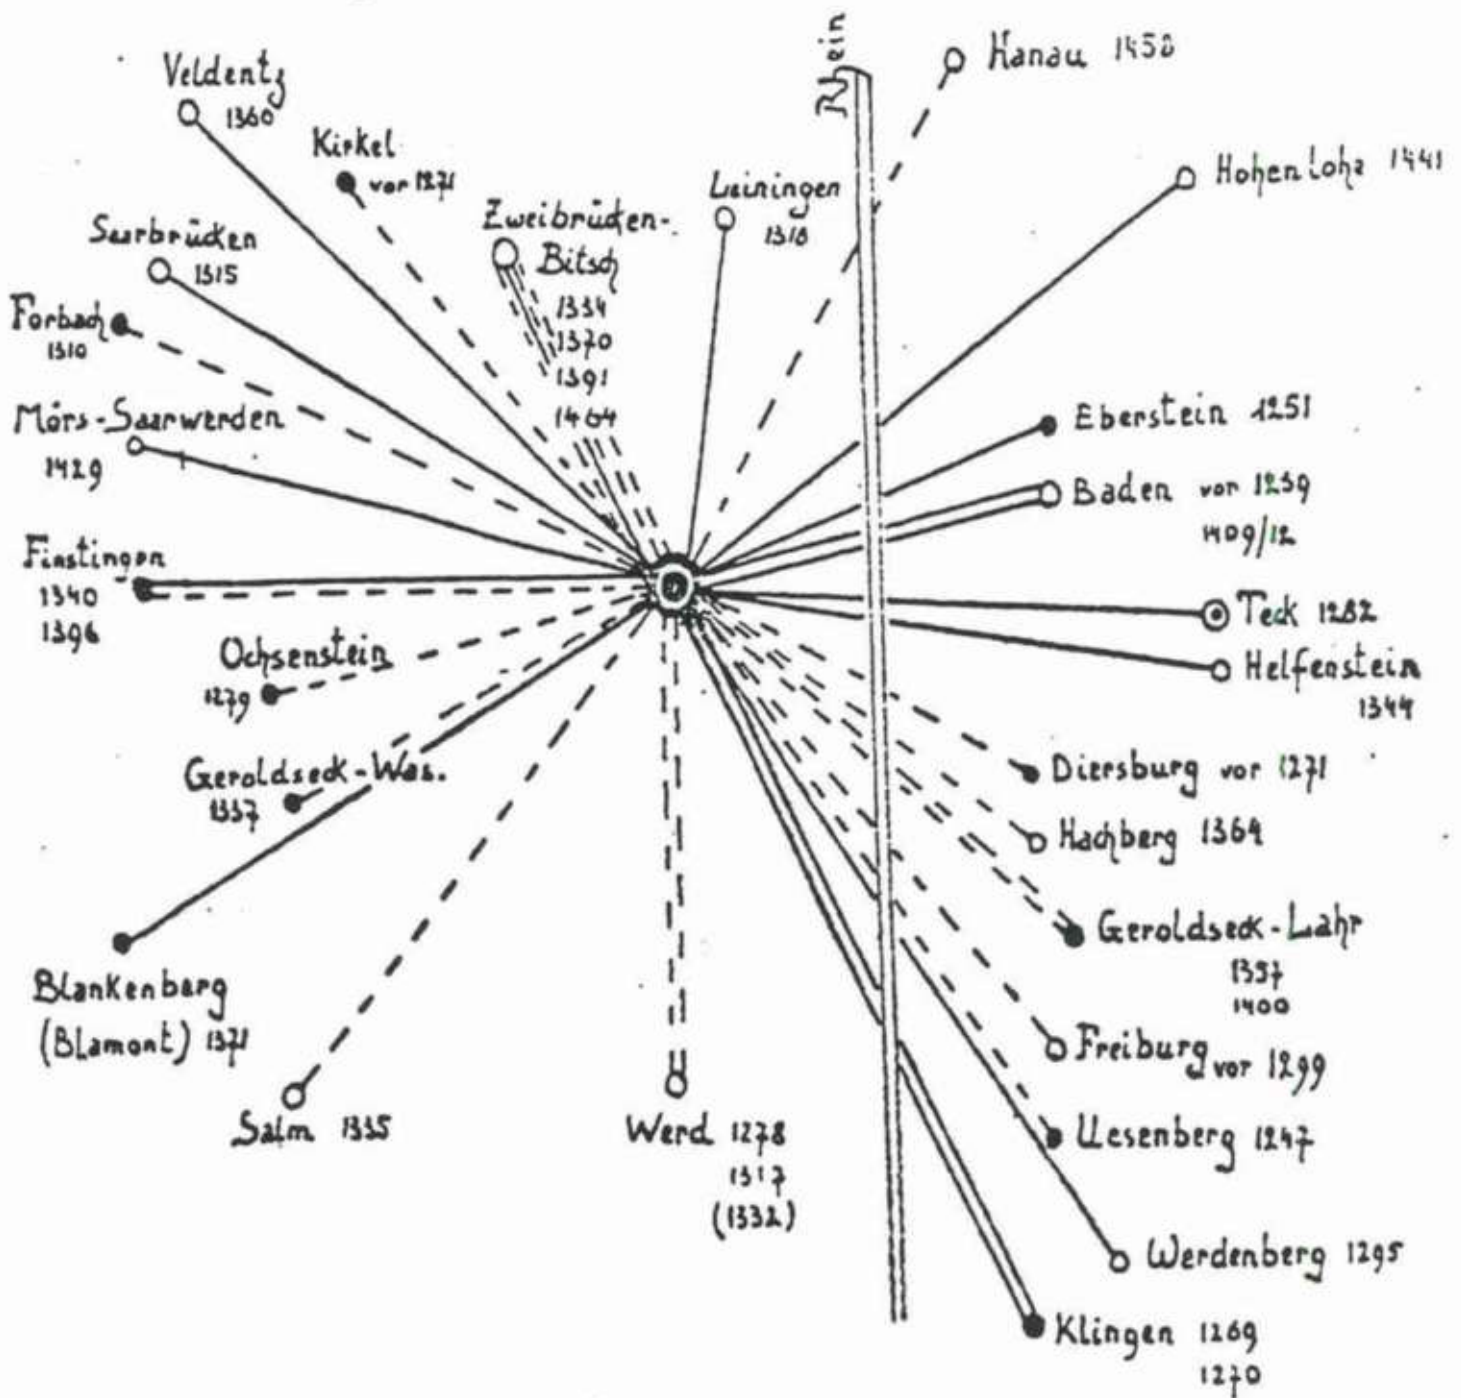 Rhein
Hanau 1458
Veldentz
1360
Kirkel
vor 1271
Hohenlohe 1441
Leiningen
1318
Zweibrücken-
Bitsch
1334
1370
1391
1464
Saarbrücken
1315
Forbach
1310
Mörs-Saarwerden
1429
Eberstein 1251
Baden vor 1259
1409/12
Finstingen
1340
1396
Teck 1282
Helfenstein
1344
Ochsenstein
1279
Geroldseck-Was.
1337
Diersburg vor 1271
Hachberg 1364
Geroldseck-Lahr
1397
1400
Blankenberg
(Blamont) 1371
Freiburg vor 1299
Salm 1335
Werd 1278
1317
(1332)
Uesenberg 1247
Werdenberg 1295
Klingen 1269
1270